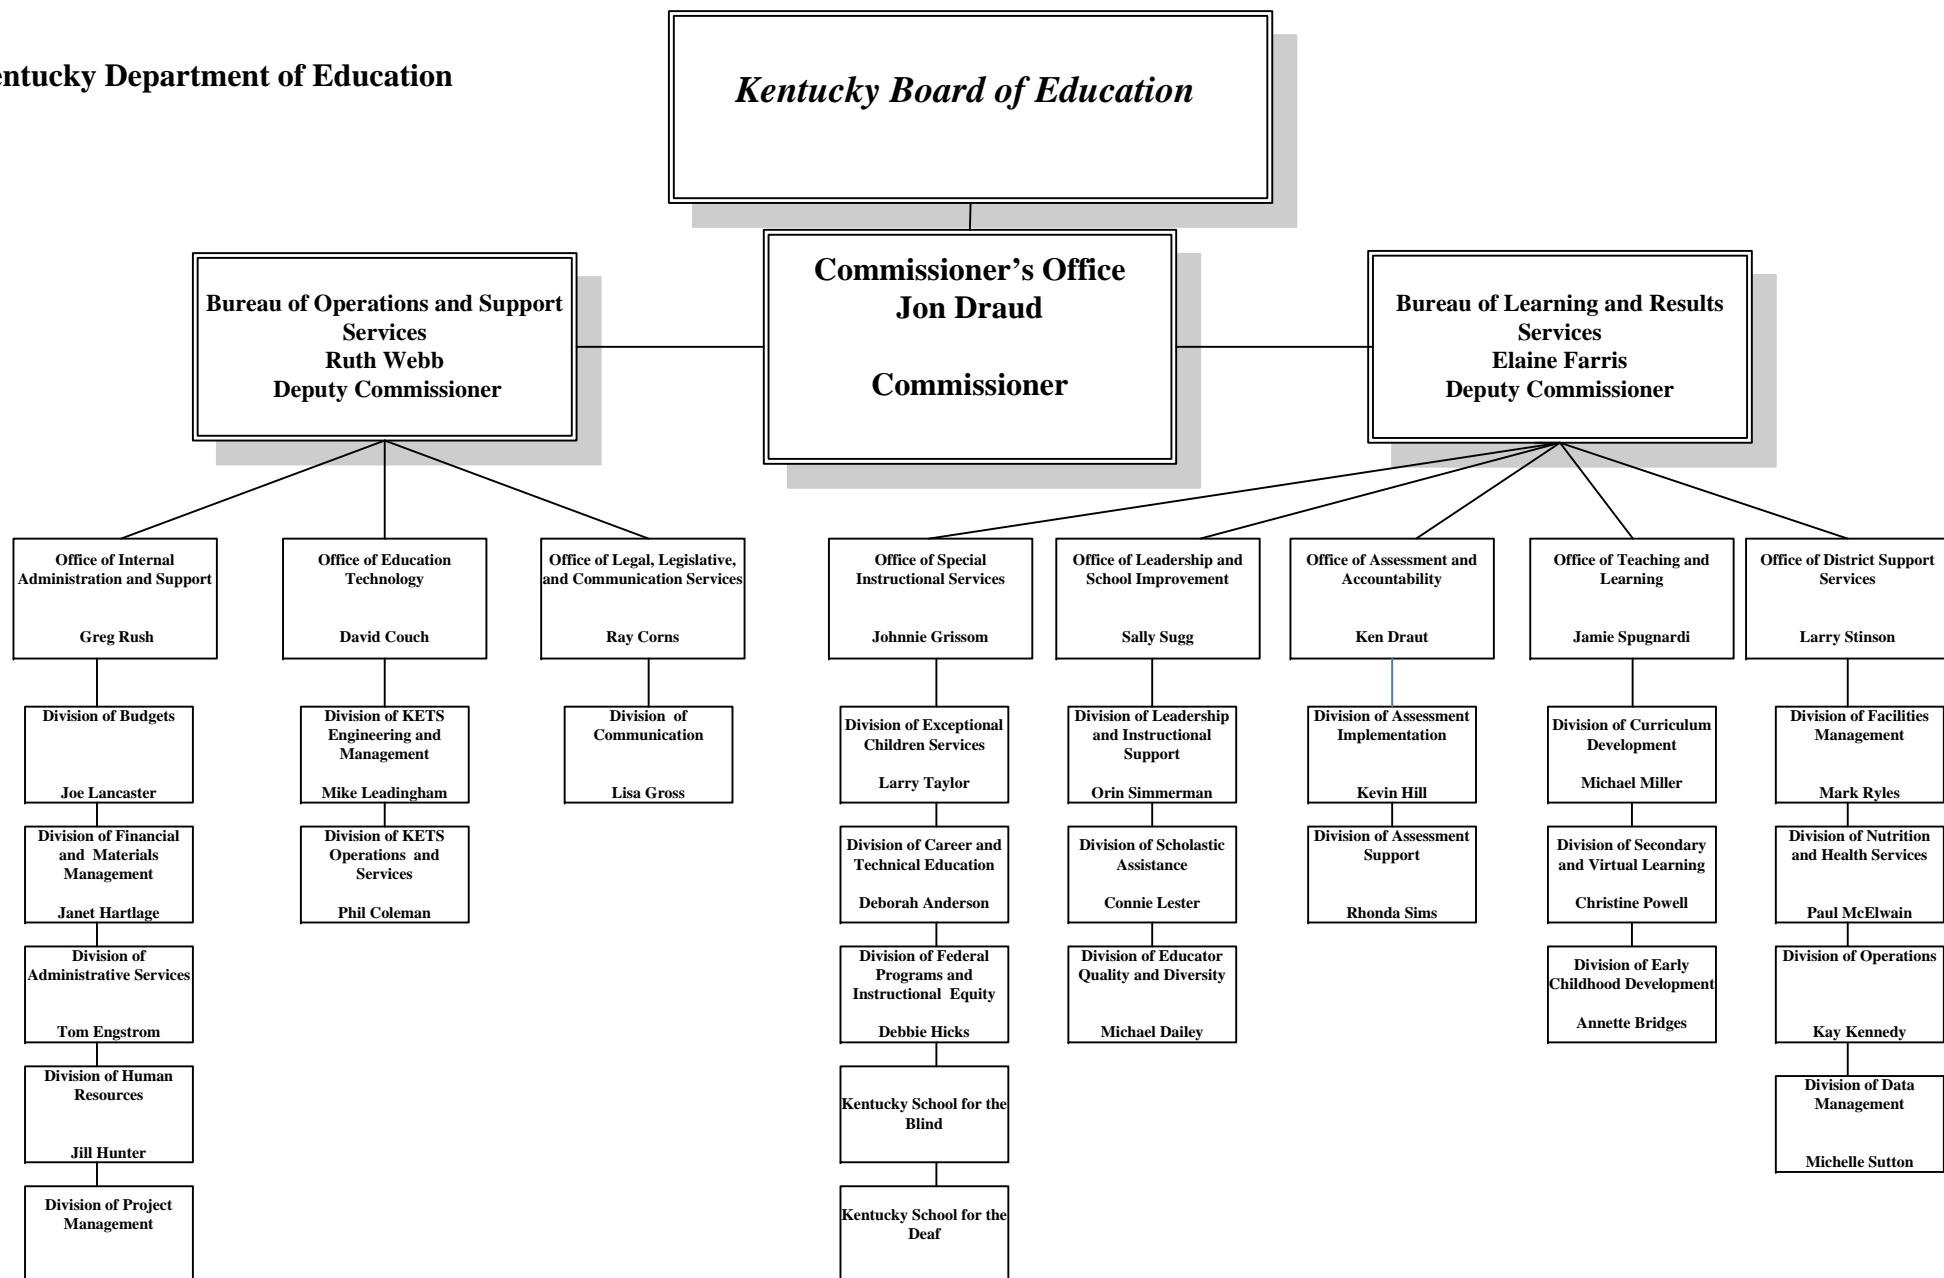 entucky Department of Education
Kentucky Board of Education
Commissioner's Office
Jon Draud
Commissioner
Bureau of Operations and Support
Services
Ruth Webb
Deputy Commissioner
Bureau of Learning and Results
Services
Elaine Farris
Deputy Commissioner
Office of Internal
Administration and Support
Greg Rush
Office of Education
Technology
David Couch
Office of Legal, Legislative,
and Communication Services
Ray Corns
Office of Special
Instructional Services
Johnnie Grissom
Office of Leadership and
School Improvement
Sally Sugg
Office of Assessment and
Accountability
Ken Draut
Office of Teaching and
Learning
Jamie Spugnardi
Office of District Support
Services
Larry Stinson
Division of Budgets
Joe Lancaster
Division of Financial
and Materials
Management
Janet Hartlage
Division of
Administrative Services
Tom Engstrom
Division of Human
Resources
Jill Hunter
Division of Project
Management
Division of KETS
Engineering and
Management
Mike Leadingham
Division of KETS
Operations and
Services
Phil Coleman
Division of
Communication
Lisa Gross
Division of Exceptional
Children Services
Larry Taylor
Division of Career and
Technical Education
Deborah Anderson
Division of Federal
Programs and
Instructional Equity
Debbie Hicks
Kentucky School for the
Blind
Kentucky School for the
Deaf
Division of Leadership
and Instructional
Support
Orin Simmerman
Division of Scholastic
Assistance
Connie Lester
Division of Educator
Quality and Diversity
Michael Dailey
Division of Assessment
Implementation
Kevin Hill
Division of Assessment
Support
Rhonda Sims
Division of Curriculum
Development
Michael Miller
Division of Secondary
and Virtual Learning
Christine Powell
Division of Early
Childhood Development
Annette Bridges
Division of Facilities
Management
Mark Ryles
Division of Nutrition
and Health Services
Paul McElwain
Division of Operations
Kay Kennedy
Division of Data
Management
Michelle Sutton